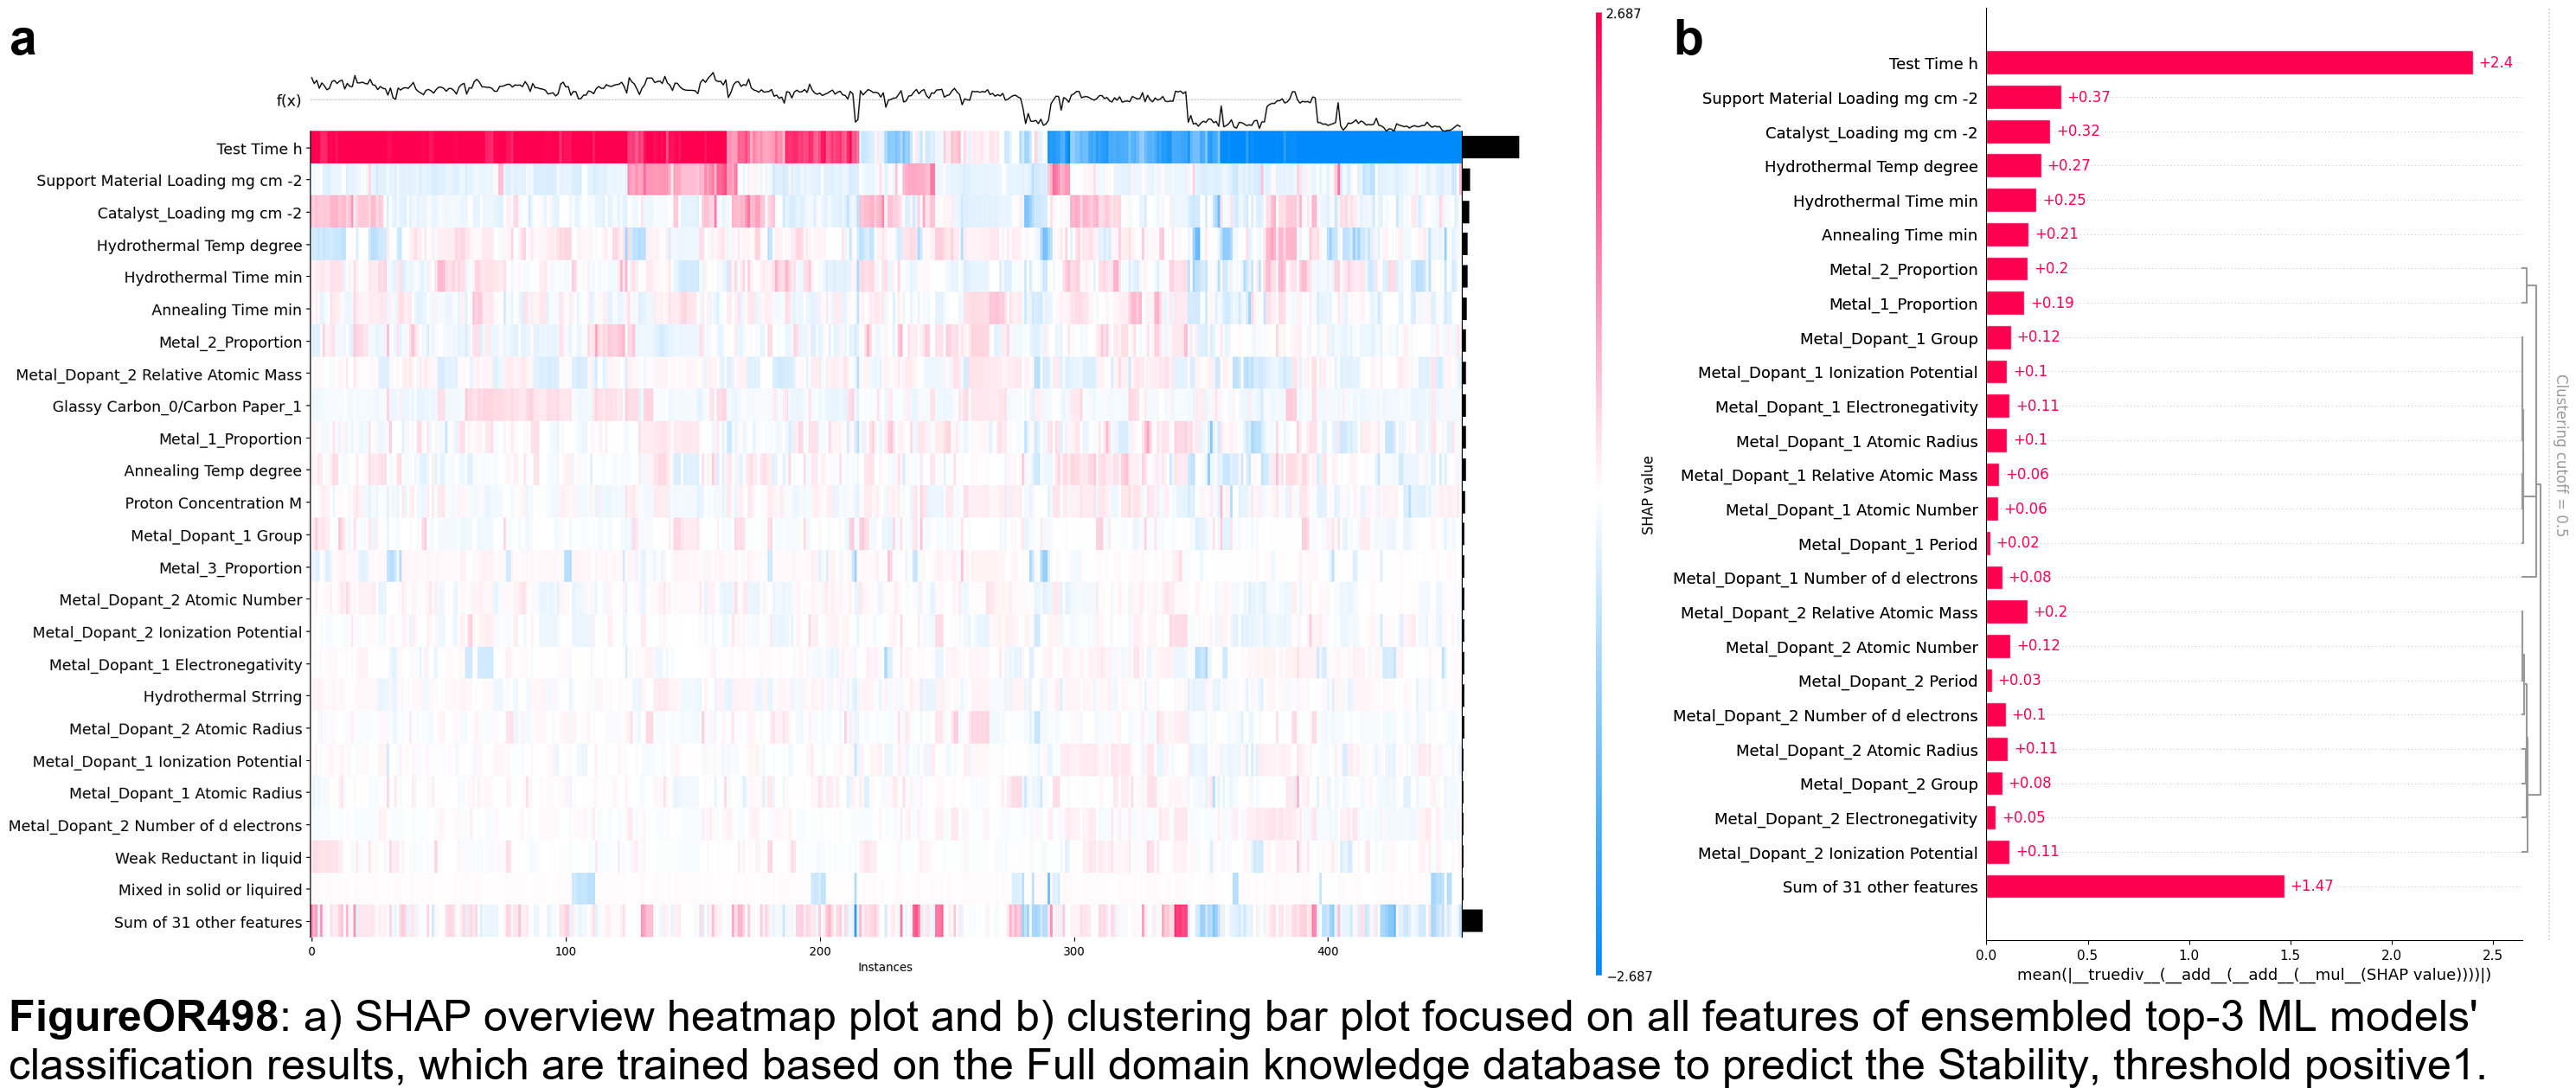 a
f(x)
Test Time h
Support Material Loading mg cm -2
Catalyst_Loading mg cm -2
Hydrothermal Temp degree
Hydrothermal Time min
Annealing Time min
Metal_2_Proportion
Metal_Dopant_2 Relative Atomic Mass
Glassy Carbon_0/Carbon Paper_1
Metal_1_Proportion
Annealing Temp degree
Proton Concentration M
Metal_Dopant_1 Group
Metal_3_Proportion
Metal_Dopant_2 Atomic Number
Metal_Dopant_2 Ionization Potential
Metal_Dopant_1 Electronegativity
Hydrothermal Strring
Metal_Dopant_2 Atomic Radius
Metal_Dopant_1 Ionization Potential
Metal_Dopant_1 Atomic Radius
Metal_Dopant_2 Number of d electrons
Weak Reductant in liquid
Mixed in solid or liquired
Sum of 31 other features
0 100 200 300 400
Instances
2.687
SHAP value
−2.687
b
Test Time h +2.4
Support Material Loading mg cm -2 +0.37
Catalyst_Loading mg cm -2 +0.32
Hydrothermal Temp degree +0.27
Hydrothermal Time min +0.25
Annealing Time min +0.21
Metal_2_Proportion +0.2
Metal_1_Proportion +0.19
Metal_Dopant_1 Group +0.12
Metal_Dopant_1 Ionization Potential +0.1
Metal_Dopant_1 Electronegativity +0.11
Metal_Dopant_1 Atomic Radius +0.1
Metal_Dopant_1 Relative Atomic Mass +0.06
Metal_Dopant_1 Atomic Number +0.06
Metal_Dopant_1 Period +0.02
Metal_Dopant_1 Number of d electrons +0.08
Metal_Dopant_2 Relative Atomic Mass +0.2
Metal_Dopant_2 Atomic Number +0.12
Metal_Dopant_2 Period +0.03
Metal_Dopant_2 Number of d electrons +0.1
Metal_Dopant_2 Atomic Radius +0.11
Metal_Dopant_2 Group +0.08
Metal_Dopant_2 Electronegativity +0.05
Metal_Dopant_2 Ionization Potential +0.11
Sum of 31 other features +1.47
0.0 0.5 1.0 1.5 2.0 2.5
mean(|__truediv__(__add__(__add__(__mul__(SHAP value))))|)
Clustering cutoff = 0.5
FigureOR498: a) SHAP overview heatmap plot and b) clustering bar plot focused on all features of ensembled top-3 ML models'
classification results, which are trained based on the Full domain knowledge database to predict the Stability, threshold positive1.